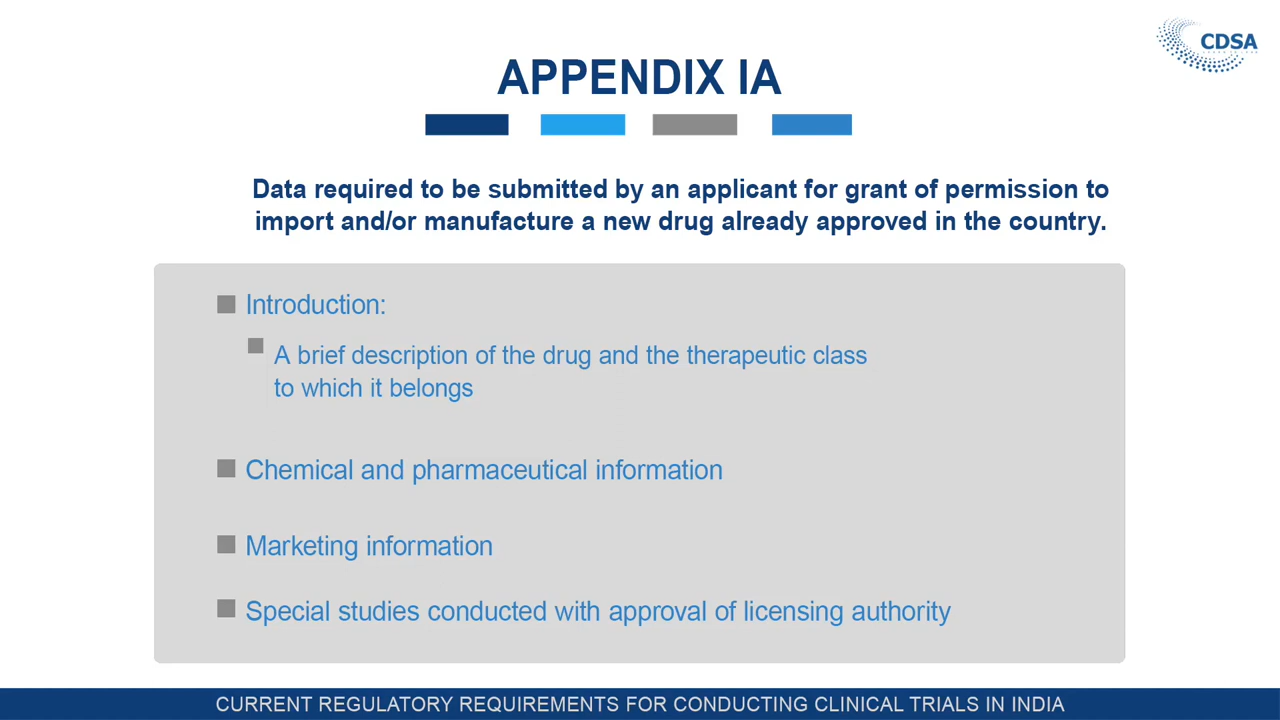 CDSA
APPENDIX IA
Data required to be submitted by an applicant for grant of permission to
import and/or manufacture a new drug already approved in the country.
Introduction:
A brief description of the drug and the therapeutic class
to which it belongs
Chemical and pharmaceutical information
Marketing information
Special studies conducted with approval of licensing authority
CURRENT REGULATORY REQUIREMENTS FOR CONDUCTING CLINICAL TRIALS IN INDIA